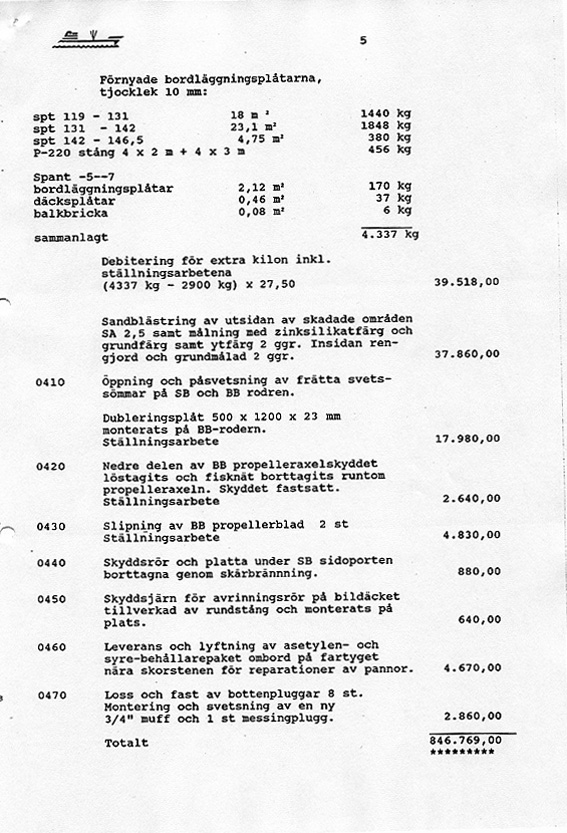 5
Förnyade bordläggningsplåtarna,
tjocklek 10 mm:
spt 119 - 131 18 m ² 1440 kg
spt 131 - 142 23,1 m² 1848 kg
spt 142 - 146,5 4,75 m² 380 kg
P-220 stång 4 x 2 m + 4 x 3 m 456 kg
Spant -5--7
bordläggningsplåtar 2,12 m² 170 kg
däcksplåtar 0,46 m² 37 kg
balkbricka 0,08 m² 6 kg
sammanlagt 4.337 kg
Debitering för extra kilon inkl.
ställningsarbetena
(4337 kg - 2900 kg) x 27,50 39.518,00
Sandblästring av utsidan av skadade områden
SA 2,5 samt målning med zinksilikatfärg och
grundfärg samt ytfärg 2 ggr. Insidan ren-
gjord och grundmålad 2 ggr. 37.860,00
0410 Öppning och påsvetsning av frätta svets-
sömmar på SB och BB rodren.
Dubleringsplåt 500 x 1200 x 23 mm
monterats på BB-rodern.
Ställningsarbete 17.980,00
0420 Nedre delen av BB propelleraxelskyddet
löstagits och fisknät borttagits runtom
propelleraxeln. Skyddet fastsatt.
Ställningsarbete 2.640,00
0430 Slipning av BB propellerblad 2 st
Ställningsarbete 4.830,00
0440 Skyddsrör och platta under SB sidoporten
borttagna genom skärbrännning. 880,00
0450 Skyddsjärn för avrinningsrör på bildäcket
tillverkad av rundstång och monterats på
plats. 640,00
0460 Leverans och lyftning av asetylen- och
syre-behållarepaket ombord på fartyget
nära skorstenen för reparationer av pannor. 4.670,00
0470 Loss och fast av bottenpluggar 8 st.
Montering och svetsning av en ny
3/4" muff och 1 st messingplugg. 2.860,00
Totalt 846.769,00
*********